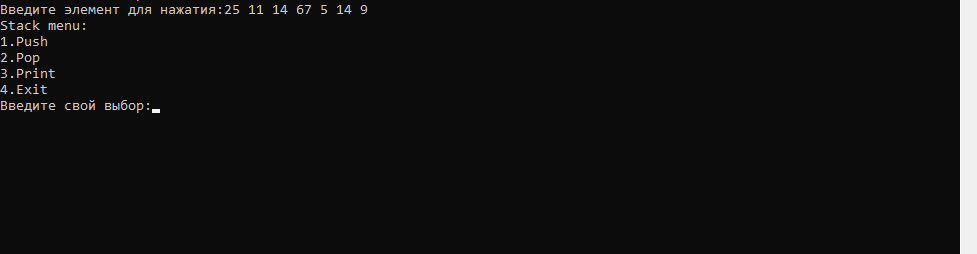 Введите элемент для нажатия:25 11 14 67 5 14 9
Stack menu:
1.Push
2.Pop
3.Print
4.Exit
Введите свой выбор: